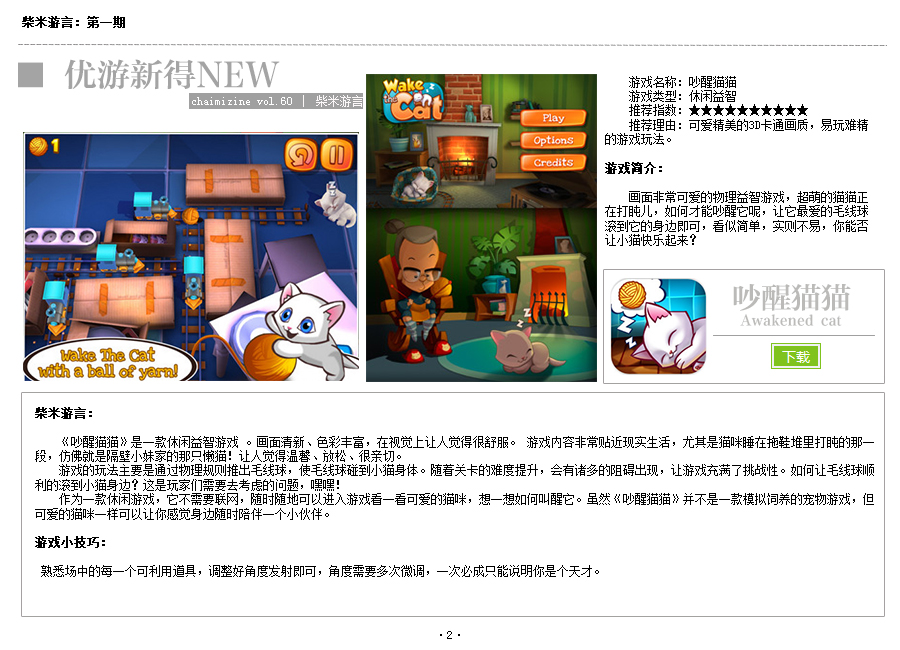 柴米游言：第一期
优游新得NEW
chaimizine vol.60 | 柴米游言
1
Wake The Cat
with a ball of yarn!
Wake
the Cat
Play
Options
Credits
游戏名称：吵醒猫猫
游戏类型：休闲益智
推荐指数：★★★★★★★★★★
推荐理由：可爱精美的3D卡通画质，易玩难精
的游戏玩法。
游戏简介：
画面非常可爱的物理益智游戏，超萌的猫猫正
在打盹儿，如何才能吵醒它呢，让它最爱的毛线球
滚到它的身边即可，看似简单，实则不易，你能否
让小猫快乐起来？
吵醒猫猫
Awakened cat
下载
柴米游言：
《吵醒猫猫》是一款休闲益智游戏 。画面清新、色彩丰富，在视觉上让人觉得很舒服。 游戏内容非常贴近现实生活，尤其是猫咪睡在拖鞋堆里打盹的那一
段，仿佛就是隔壁小妹家的那只懒猫！让人觉得温馨、放松、很亲切。
游戏的玩法主要是通过物理规则推出毛线球，使毛线球碰到小猫身体。随着关卡的难度提升，会有诸多的阻碍出现，让游戏充满了挑战性。如何让毛线球顺
利的滚到小猫身边？这是玩家们需要去考虑的问题，嘿嘿！
作为一款休闲游戏，它不需要联网，随时随地可以进入游戏看一看可爱的猫咪，想一想如何叫醒它。虽然《吵醒猫猫》并不是一款模拟饲养的宠物游戏，但
可爱的猫咪一样可以让你感觉身边随时陪伴一个小伙伴。
游戏小技巧：
熟悉场中的每一个可利用道具，调整好角度发射即可，角度需要多次微调，一次必成只能说明你是个天才。
·2·